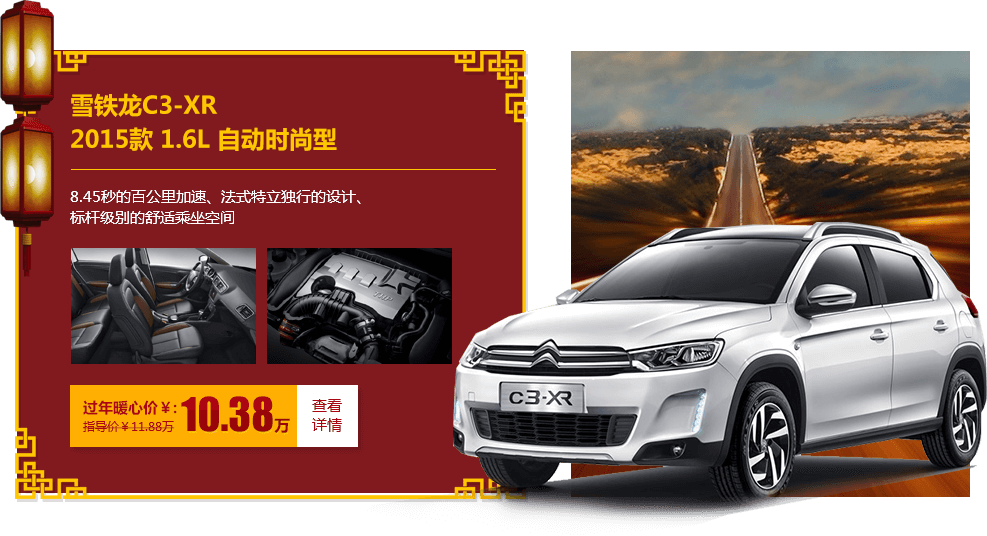 雪铁龙C3-XR
2015款 1.6L 自动时尚型
8.45秒的百公里加速、法式特立独行的设计、
标杆级别的舒适乘坐空间
过年暖心价￥:10.38万
指导价￥11.88万
查看
详情
C3-XR